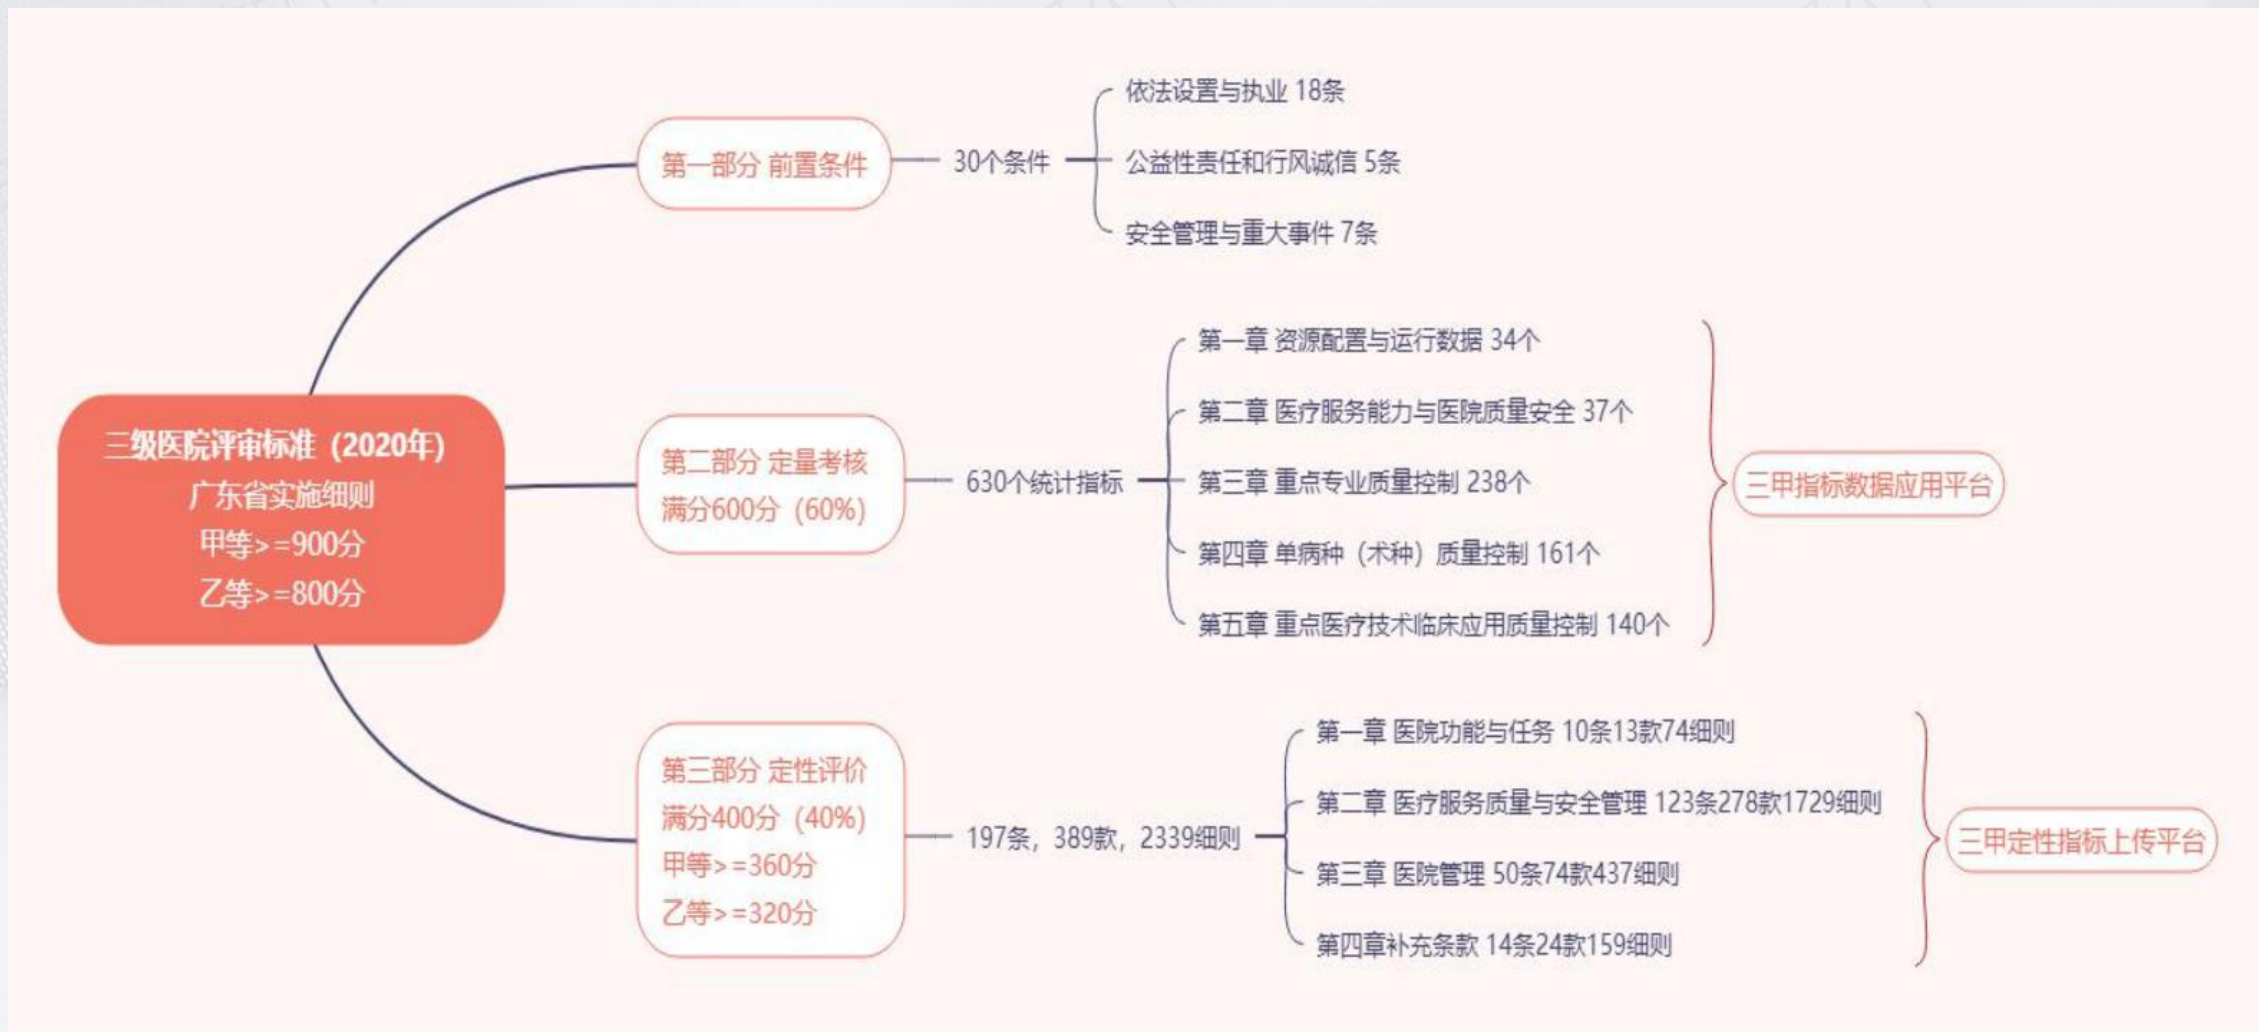 三级医院评审标准（2020年）
广东省实施细则
甲等>=900分
乙等>=800分
第一部分 前置条件
30个条件
依法设置与执业 18条
公益性责任和行风诚信 5条
安全管理与重大事件 7条
第二部分 定量考核
满分600分（60%）
630个统计指标
第一章 资源配置与运行数据 34个
第二章 医疗服务能力与医院质量安全 37个
第三章 重点专业质量控制 238个
第四章 单病种（术种）质量控制 161个
第五章 重点医疗技术临床应用质量控制 140个
三甲指标数据应用平台
第三部分 定性评价
满分400分（40%）
甲等>=360分
乙等>=320分
197条，389款，2339细则
第一章 医院功能与任务 10条13款74细则
第二章 医疗服务质量与安全管理 123条278款1729细则
第三章 医院管理 50条74款437细则
第四章补充条款 14条24款159细则
三甲定性指标上传平台